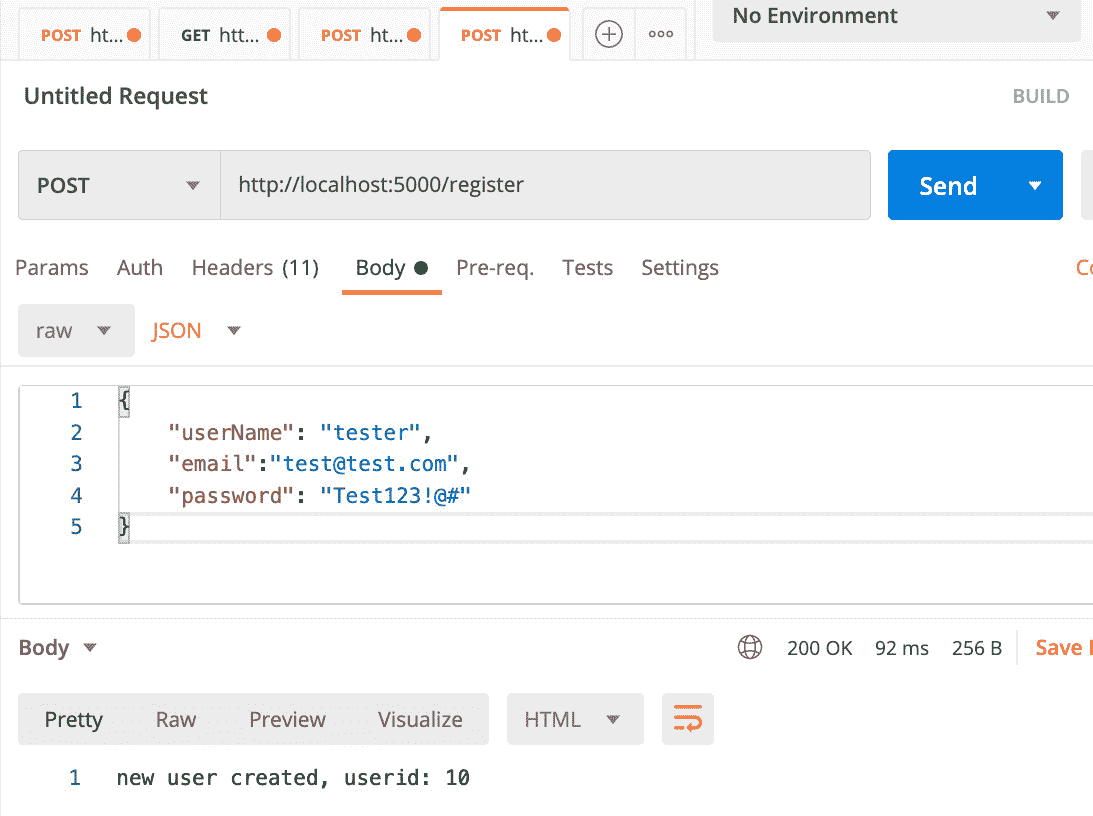 POST ht... GET htt... POST ht... POST ht... No Environment
Untitled Request BUILD
POST http://localhost:5000/register Send
Params Auth Headers (11) Body Pre-req. Tests Settings
raw JSON
1 {
2 "userName": "tester",
3 "email":"test@test.com",
4 "password": "Test123!@#"
5 }
Body 200 OK 92 ms 256 B Save
Pretty Raw Preview Visualize HTML
1 new user created, userid: 10